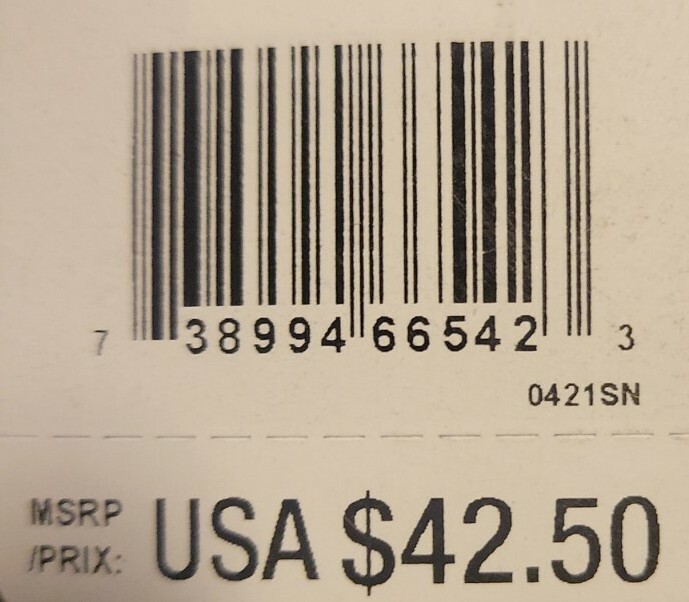 7 38994 66542 3
0421SN
MSRP
/PRIX: USA $42.50